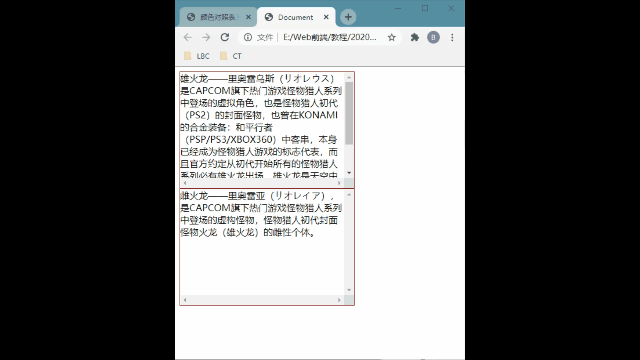 颜色对照表
Document
文件 | E:/Web前端/教程/2020...
B
LBC
CT
雄火龙——里奥雷乌斯（リオレウス）
是CAPCOM旗下热门游戏怪物猎人系列
中登场的虚拟角色，也是怪物猎人初代
（PS2）的封面怪物，也曾在KONAMI
的合金装备：和平行者
（PSP/PS3/XBOX360）中客串，本身
已经成为怪物猎人游戏的标志代表，而
且官方约定从初代开始所有的怪物猎人
系列必有雄火龙出场。雄火龙是天空中
雌火龙——里奥雷亚（リオレイア），
是CAPCOM旗下热门游戏怪物猎人系列
中登场的虚构怪物，怪物猎人初代封面
怪物火龙（雄火龙）的雌性个体。